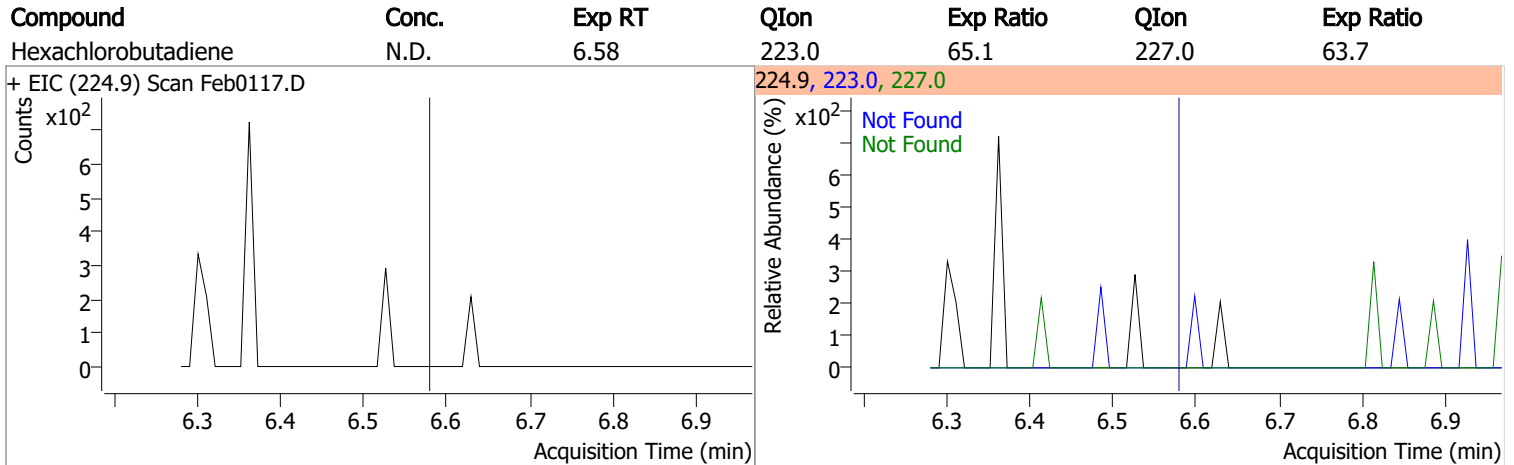 Compound Conc. Exp RT QIon Exp Ratio QIon Exp Ratio
Hexachlorobutadiene N.D. 6.58 223.0 65.1 227.0 63.7
+ EIC (224.9) Scan Feb0117.D
Counts
x10²
6
5
4
3
2
1
0
6.3 6.4 6.5 6.6 6.7 6.8 6.9
Acquisition Time (min)
224.9, 223.0, 227.0
Relative Abundance (%)
x10²
Not Found
Not Found
6
5
4
3
2
1
0
6.3 6.4 6.5 6.6 6.7 6.8 6.9
Acquisition Time (min)